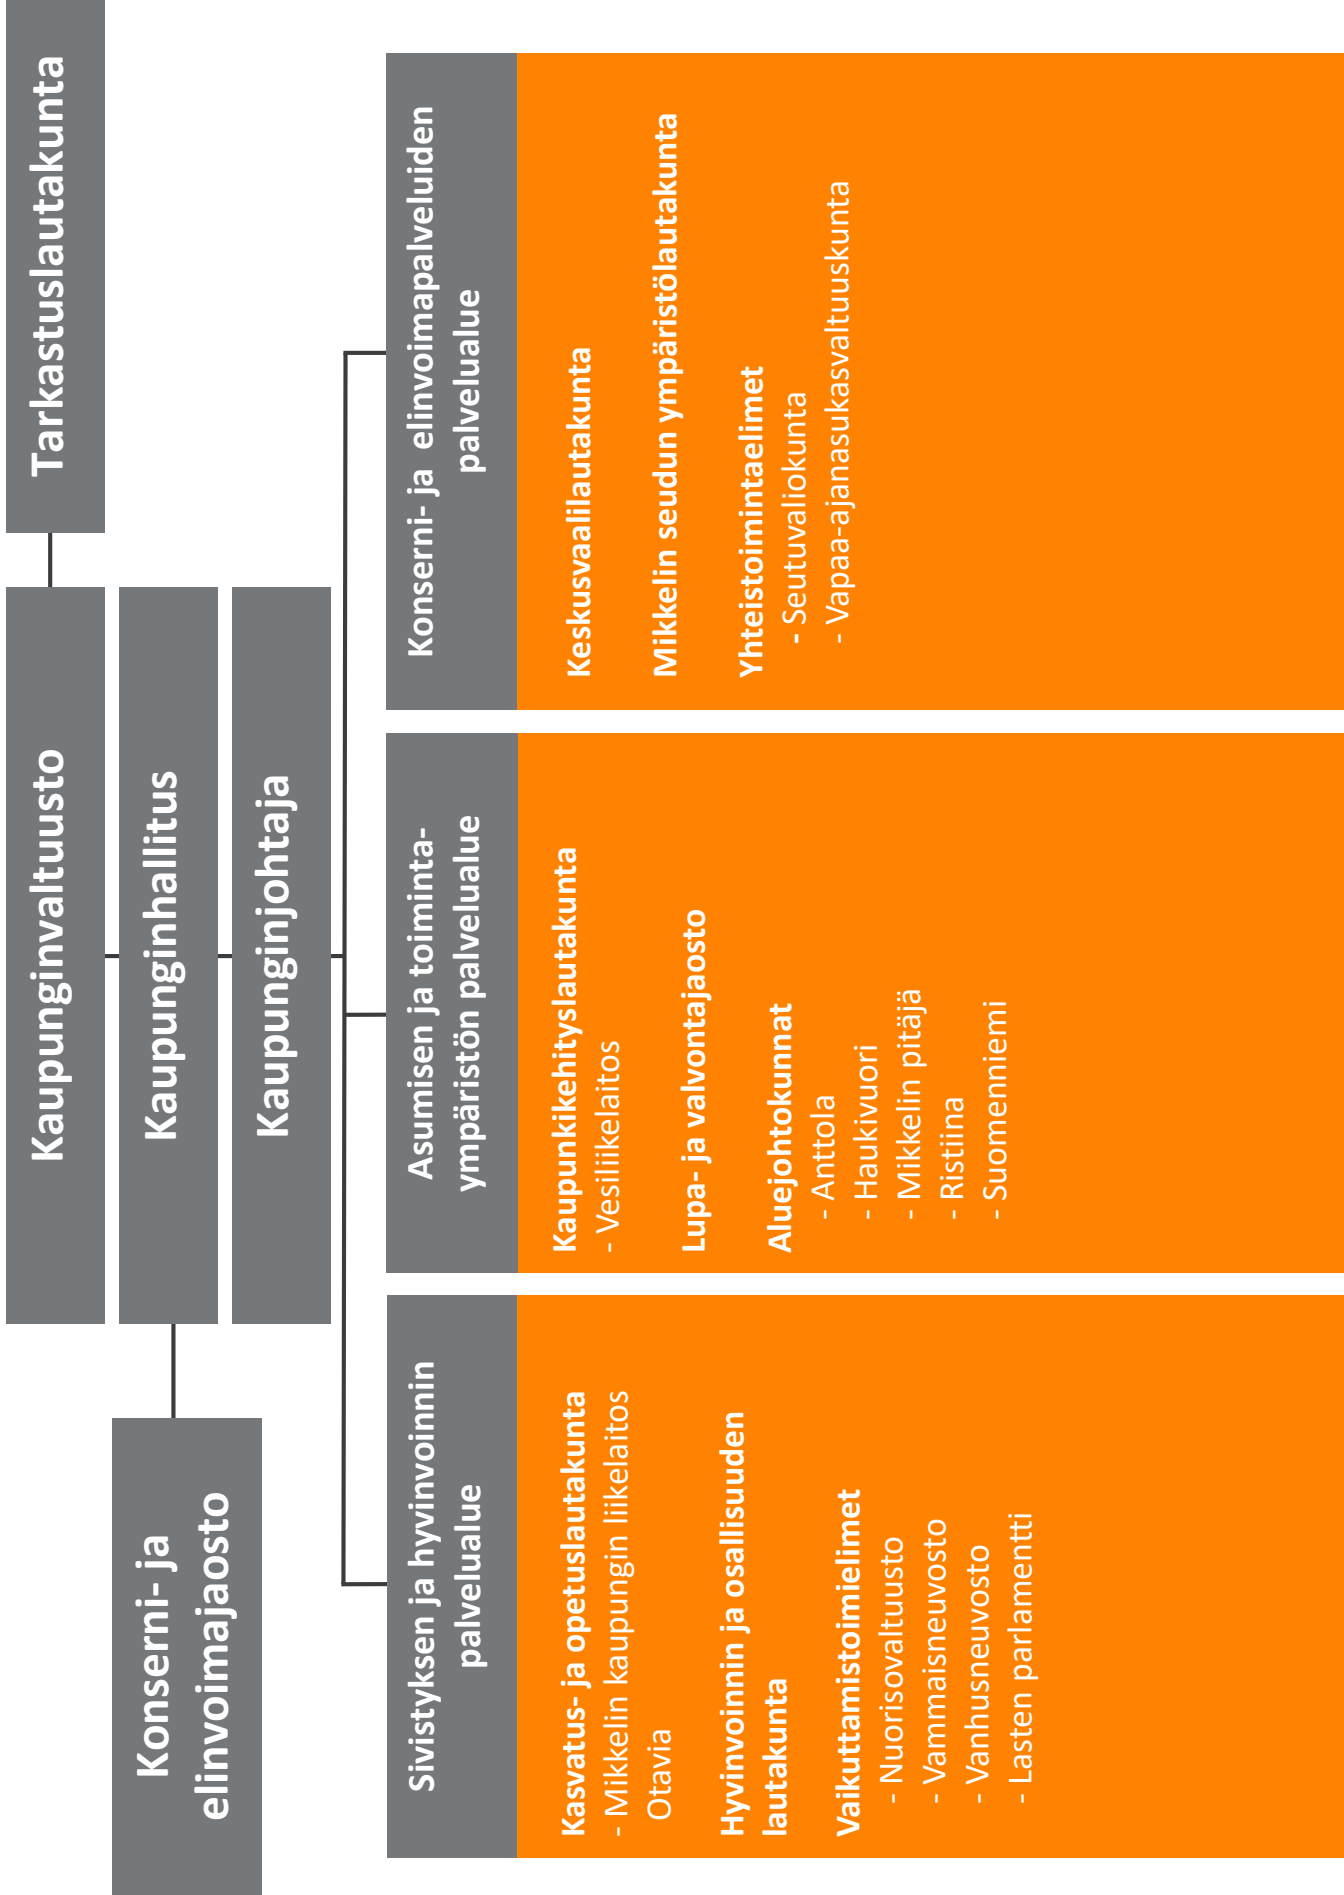 Kaupunginvaltuusto
Tarkastuslautakunta
Kaupunginhallitus
Konserni- ja
elinvoimajaosto
Kaupunginjohtaja
Sivistyksen ja hyvinvoinnin
palvelualue
Kasvatus- ja opetuslautakunta
- Mikkelin kaupungin liikelaitos
Otavia
Hyvinvoinnin ja osallisuuden
lautakunta
Vaikuttamistoimielimet
- Nuorisovaltuusto
- Vammaisneuvosto
- Vanhusneuvosto
- Lasten parlamentti
Asumisen ja toiminta-
ympäristön palvelualue
Kaupunkikehityslautakunta
- Vesiliikelaitos
Lupa- ja valvontajaosto
Aluejohtokunnat
- Anttola
- Haukivuori
- Mikkelin pitäjä
- Ristiina
- Suomenniemi
Konserni- ja elinvoimapalveluiden
palvelualue
Keskusvaalilautakunta
Mikkelin seudun ympäristölautakunta
Yhteistoimintaelimet
- Seutuvaliokunta
- Vapaa-ajanasukasvaltuuskunta